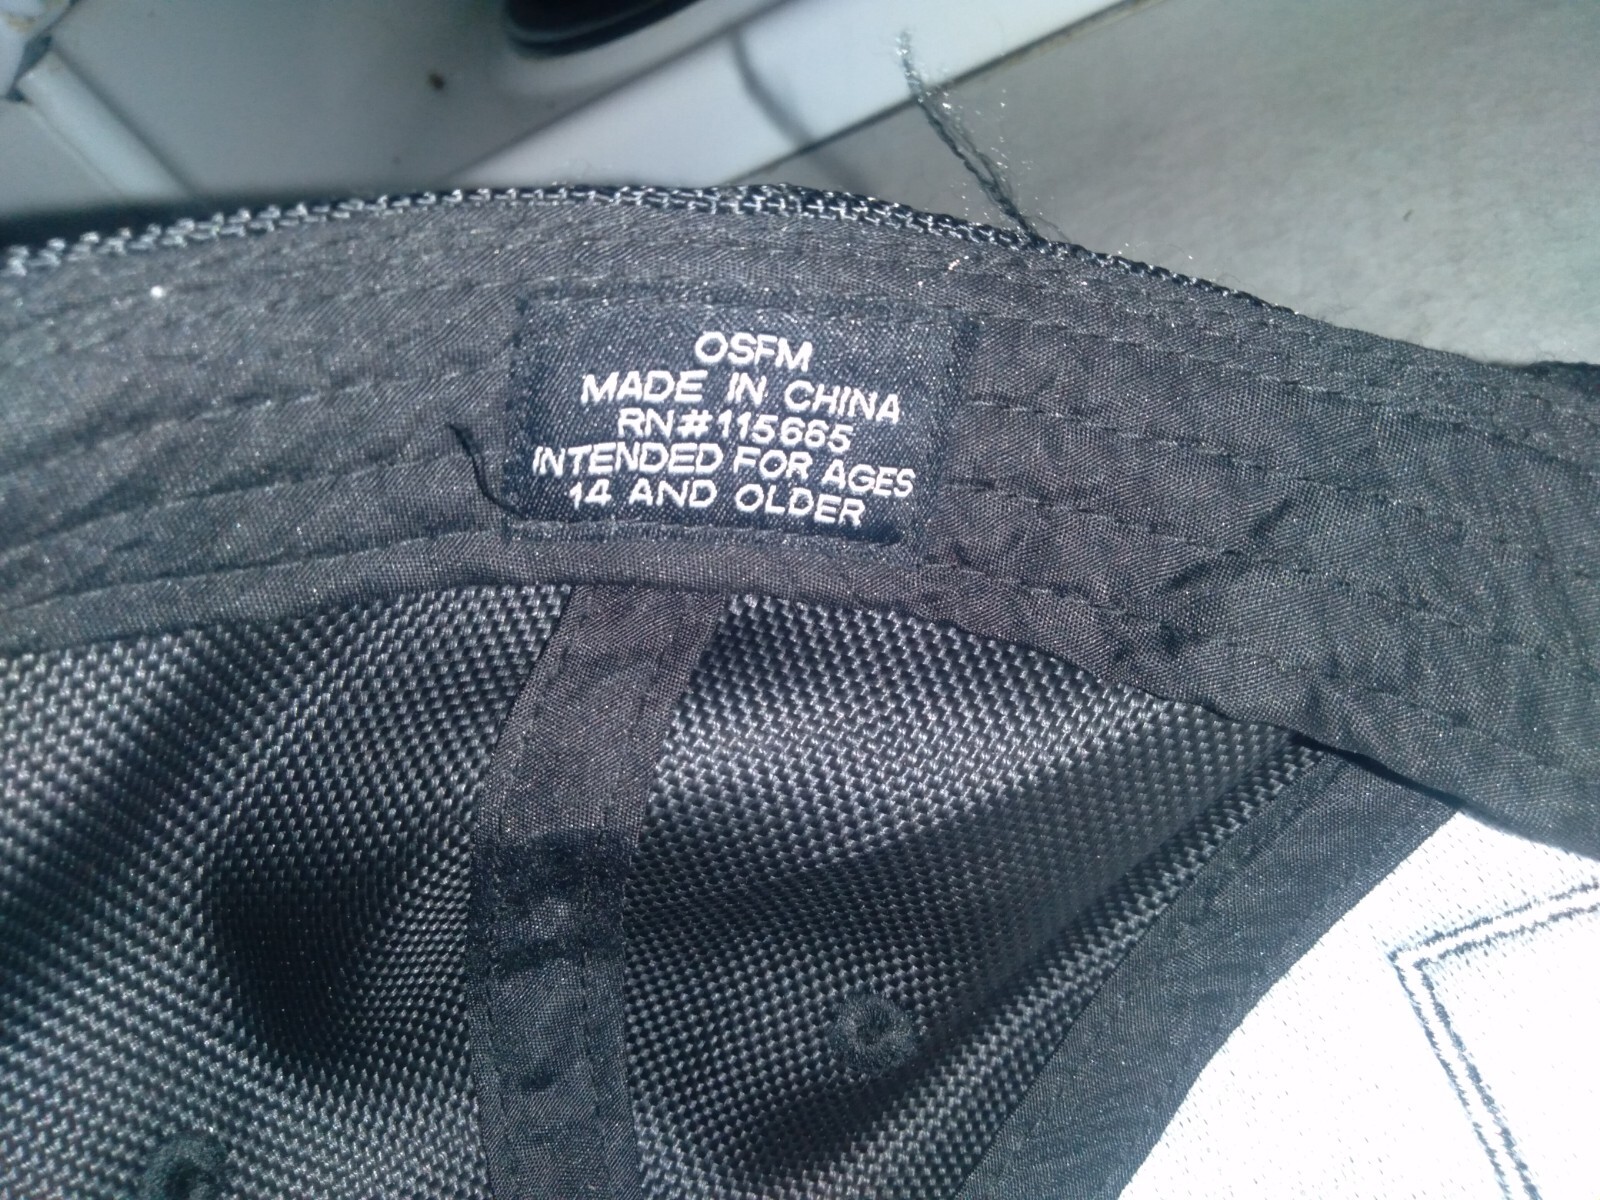 OSFM
MADE IN CHINA
RN#115665
INTENDED FOR AGES
14 AND OLDER